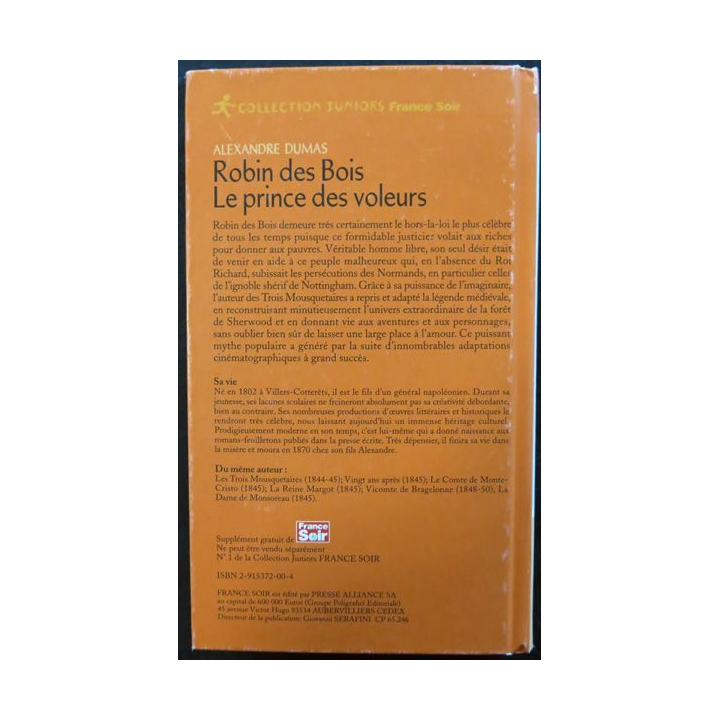 COLLECTION JUNIORS France Soir
ALEXANDRE DUMAS
Robin des Bois
Le prince des voleurs
Robin des Bois demeure très certainement le hors-la-loi le plus célèbre
de tous les temps puisque ce formidable justicier volait aux riches
pour donner aux pauvres. Véritable homme libre, son seul désir était
de venir en aide à ce peuple malheureux qui, en l'absence du Roi
Richard, subissait les persécutions des Normands, en particulier celles
de l'ignoble shérif de Nottingham. Grâce à sa puissance de l'imaginaire,
l'auteur des Trois Mousquetaires a repris et adapté la légende médiévale,
en reconstruisant minutieusement l'univers extraordinaire de la forêt
de Sherwood et en donnant vie aux aventures et aux personnages,
sans oublier bien sûr de laisser une large place à l'amour. Ce puissant
mythe populaire a généré par la suite d'innombrables adaptations
cinématographiques à grand succès.
Sa vie
Né en 1802 à Villers-Cotterêts, il est le fils d'un général napoléonien. Durant sa
jeunesse, ses lacunes scolaires ne freineront absolument pas sa créativité débordante,
bien au contraire. Ses nombreuses productions d'œuvres littéraires et historiques le
rendront très célèbre, nous laissant aujourd'hui un immense héritage culturel.
Prodigieusement moderne en son temps, c'est lui-même qui a donné naissance aux
romans-feuilletons publiés dans la presse écrite. Très dépensier, il finira sa vie dans
la misère et moura en 1870 chez son fils Alexandre.
Du même auteur :
Les Trois Mousquetaires (1844-45); Vingt ans après (1845); Le Comte de Monte-
Cristo (1845); La Reine Margot (1845); Vicomte de Bragelonne (1848-50); La
Dame de Monsoreau (1845).
Supplément gratuit de France Soir
Ne peut être vendu séparément
N° 1 de la Collection Juniors FRANCE SOIR
ISBN 2-915372-00-4
FRANCE SOIR est édité par PRESSE ALLIANCE SA
au capital de 600 000 Euros (Groupe Poligrafici Editoriale)
45 avenue Victor Hugo 93534 AUBERVILLIERS CEDEX
Directeur de la publication: Giovanni SERAFINI CP 65.246